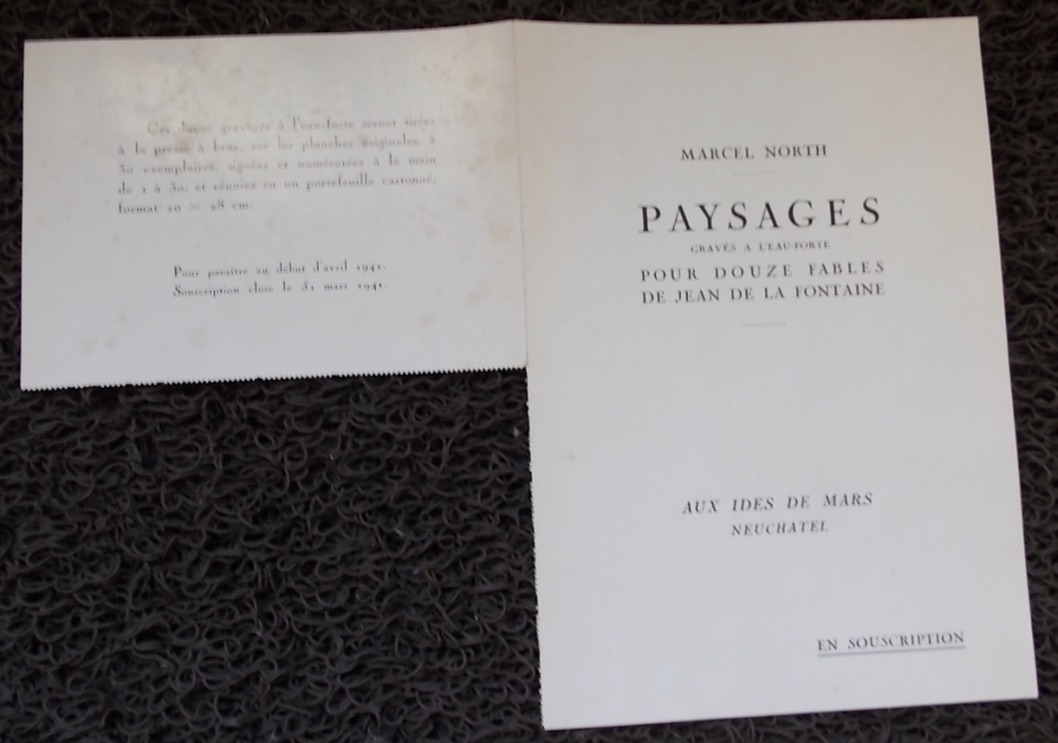 Ces douze gravures à l'eau-forte seront tirées
à la presse à bras, sur les planches originales, à
30 exemplaires, signées et numérotées à la main
de 1 à 30, et réunies en un portefeuille cartonné,
format 20 × 28 cm.
Pour paraître au début d'avril 1941.
Souscription close le 31 mars 1941.
MARCEL NORTH
PAYSAGES
GRAVÉS A L'EAU-FORTE
POUR DOUZE FABLES
DE JEAN DE LA FONTAINE
AUX IDES DE MARS
NEUCHATEL
EN SOUSCRIPTION